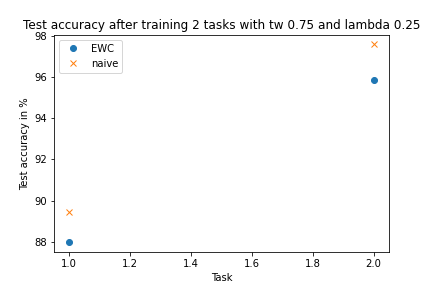 Test accuracy after training 2 tasks with tw 0.75 and lambda 0.25
EWC
naive
98
96
94
92
90
88
Test accuracy in %
1.0 1.2 1.4 1.6 1.8 2.0
Task